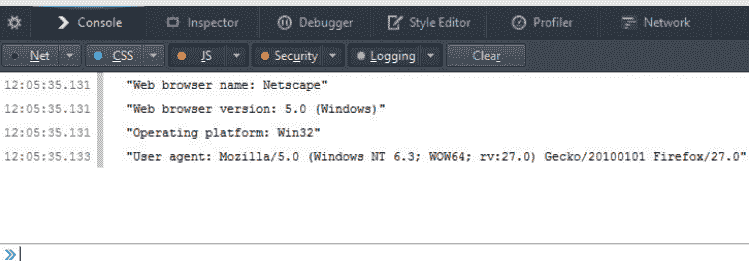 Console Inspector Debugger Style Editor Profiler Network
Net CSS JS Security Logging Clear
12:05:35.131 "Web browser name: Netscape"
12:05:35.131 "Web browser version: 5.0 (Windows)"
12:05:35.131 "Operating platform: Win32"
12:05:35.133 "User agent: Mozilla/5.0 (Windows NT 6.3; WOW64; rv:27.0) Gecko/20100101 Firefox/27.0"